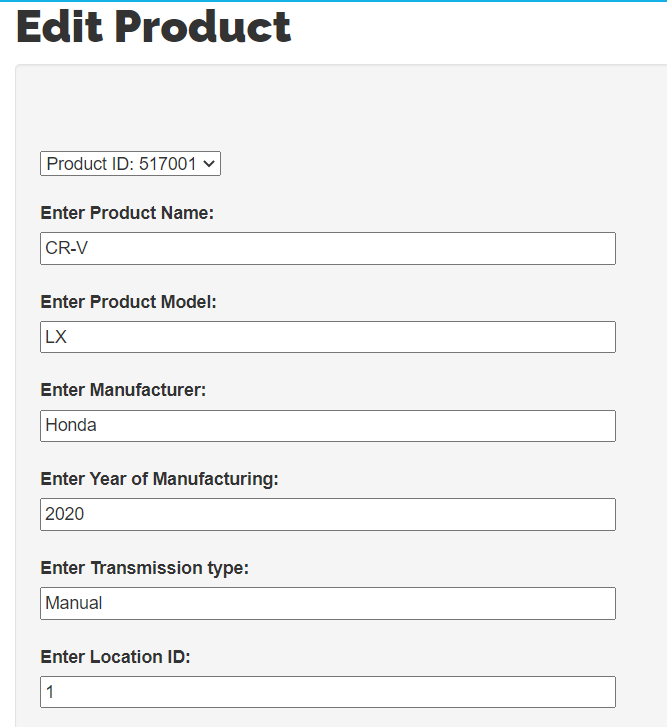 Edit Product
Product ID: 517001
Enter Product Name:
CR-V
Enter Product Model:
LX
Enter Manufacturer:
Honda
Enter Year of Manufacturing:
2020
Enter Transmission type:
Manual
Enter Location ID:
1